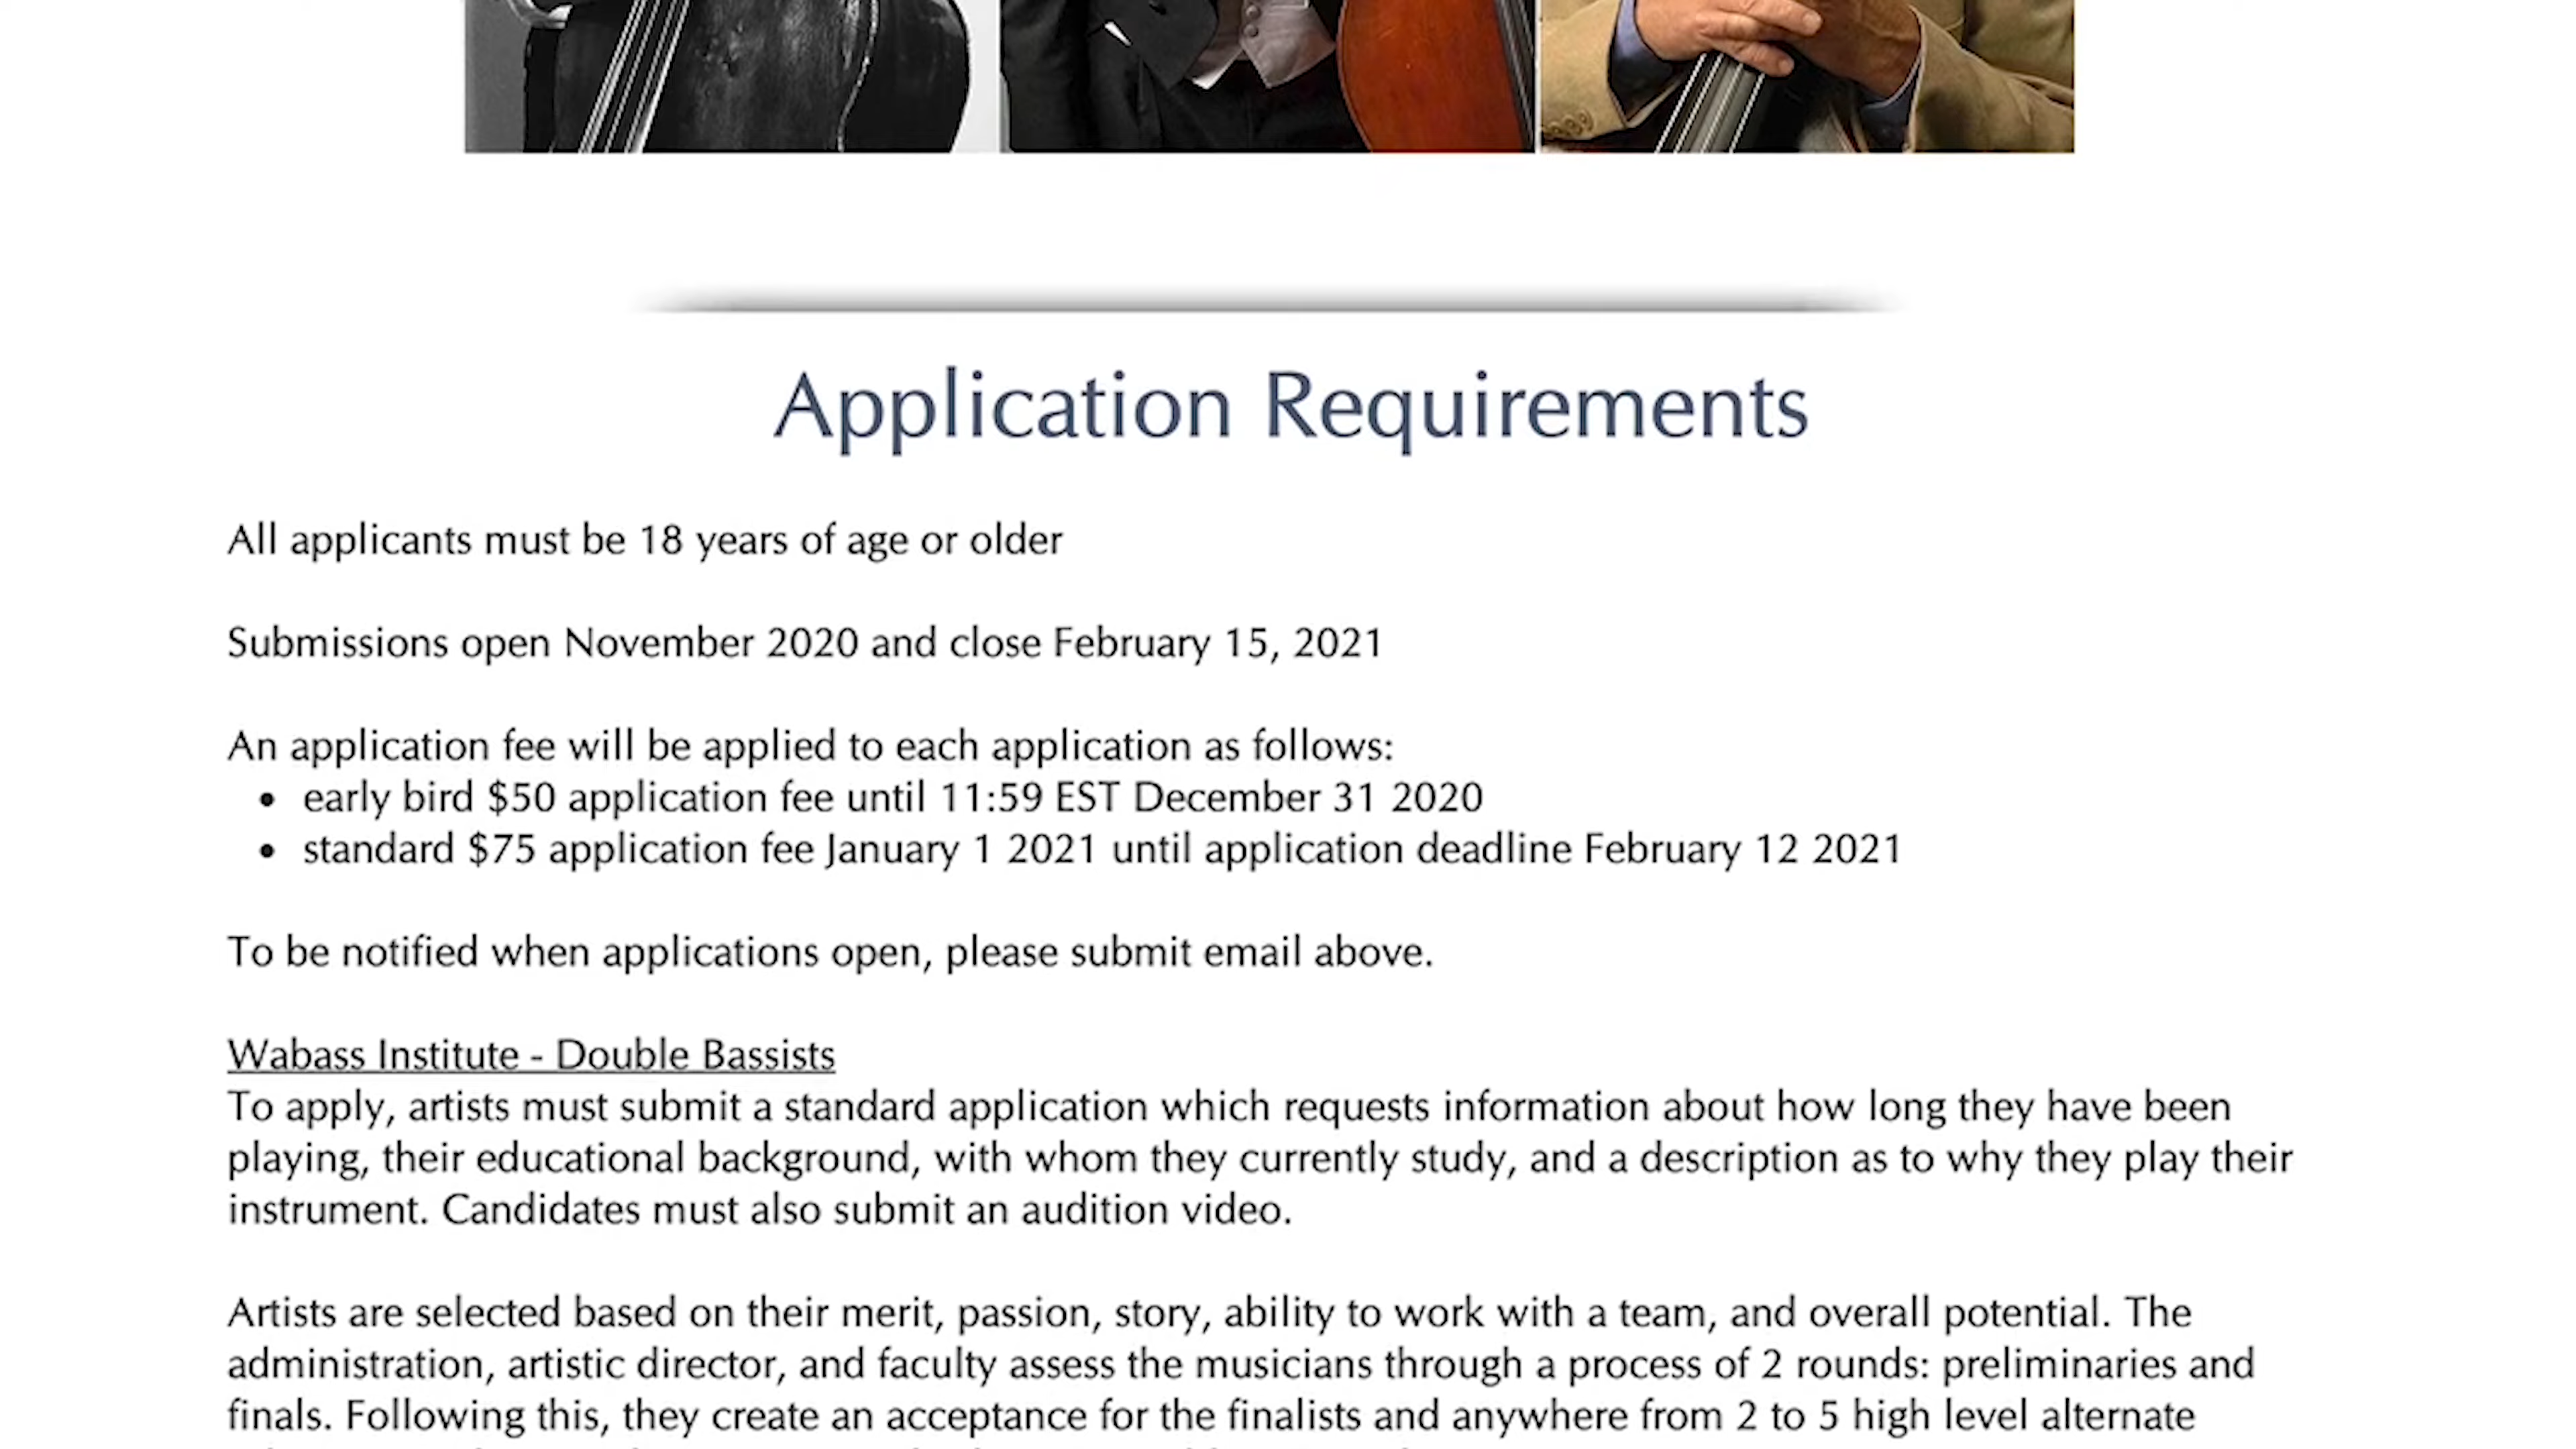 Application Requirements
All applicants must be 18 years of age or older
Submissions open November 2020 and close February 15, 2021
An application fee will be applied to each application as follows:
• early bird $50 application fee until 11:59 EST December 31 2020
• standard $75 application fee January 1 2021 until application deadline February 12 2021
To be notified when applications open, please submit email above.
Wabass Institute - Double Bassists
To apply, artists must submit a standard application which requests information about how long they have been
playing, their educational background, with whom they currently study, and a description as to why they play their
instrument. Candidates must also submit an audition video.
Artists are selected based on their merit, passion, story, ability to work with a team, and overall potential. The
administration, artistic director, and faculty assess the musicians through a process of 2 rounds: preliminaries and
finals. Following this, they create an acceptance for the finalists and anywhere from 2 to 5 high level alternate